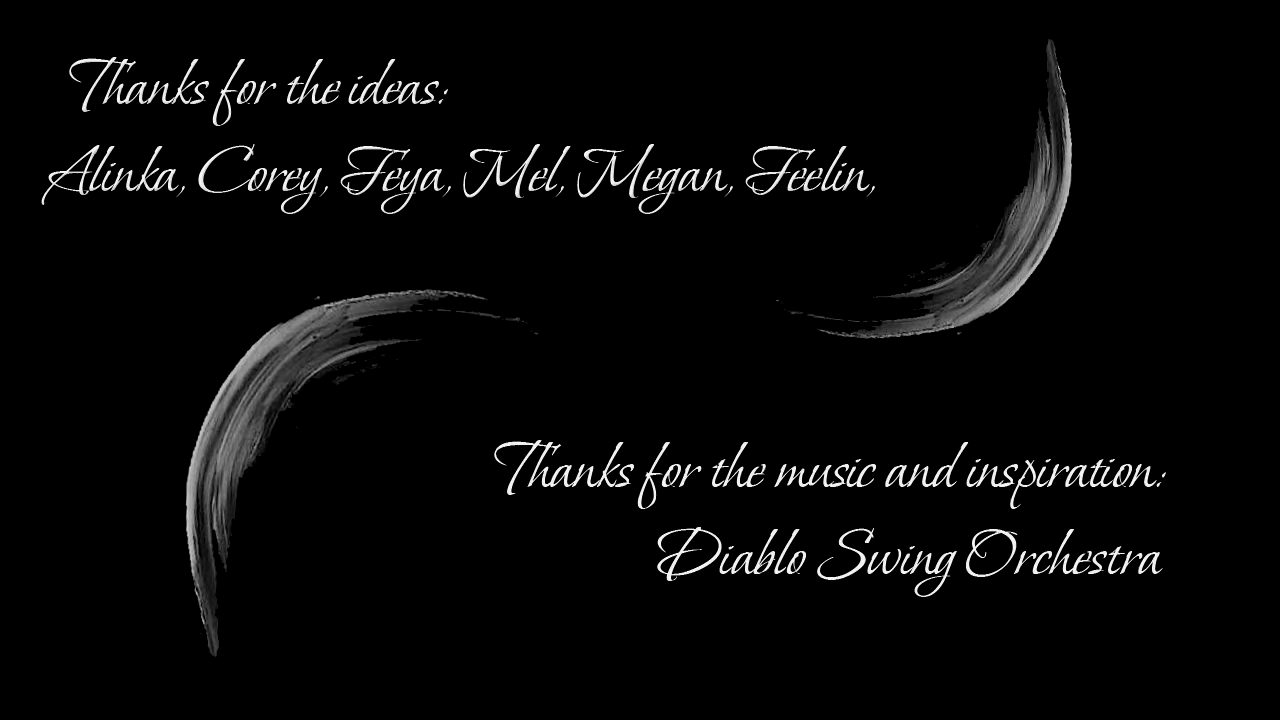 Thanks for the ideas:
Alinka, Corey, Feya, Mel, Megan, Feelin,
Thanks for the music and inspiration:
Diablo Swing Orchestra